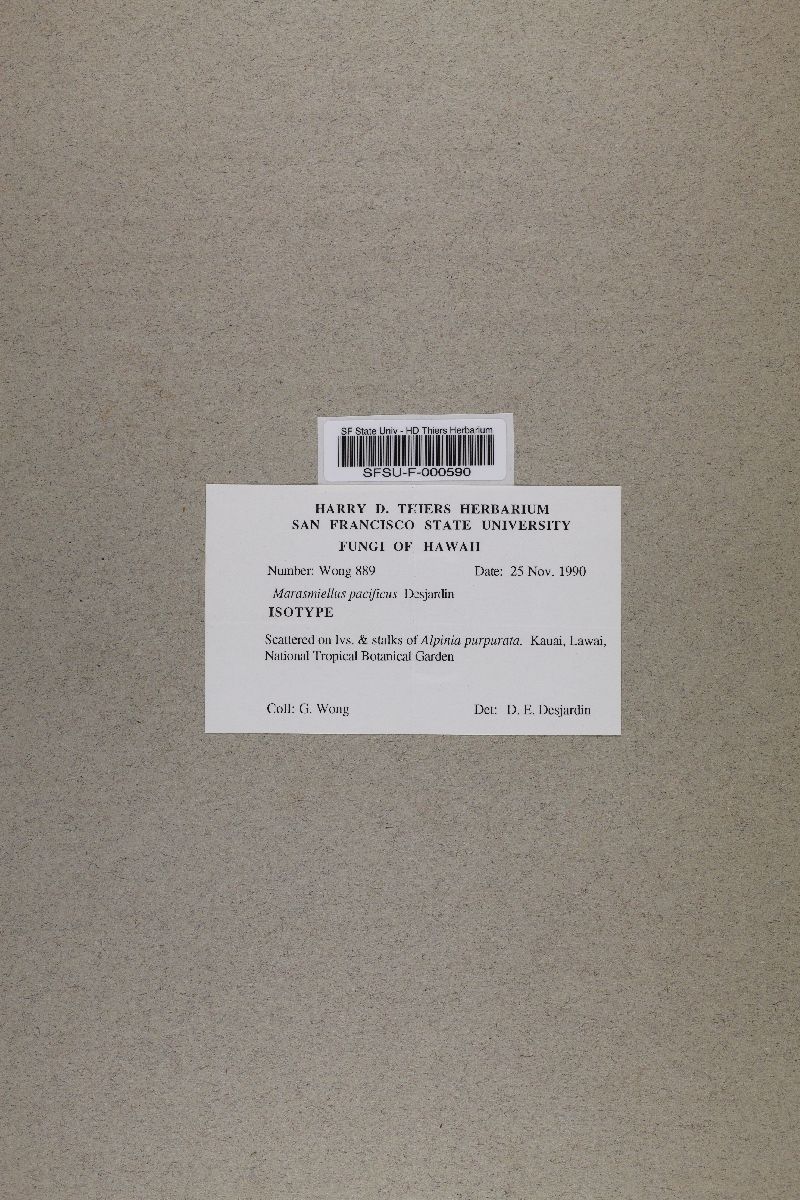 SF State Univ - HD Thiers Herbarium
SFSU-F-000590
HARRY D. THIERS HERBARIUM
SAN FRANCISCO STATE UNIVERSITY
FUNGI OF HAWAII
Number: Wong 889 Date: 25 Nov. 1990
Marasmiellus pacificus Desjardin
ISOTYPE
Scattered on lvs. & stalks of Alpinia purpurata. Kauai, Lawai,
National Tropical Botanical Garden
Coll: G. Wong Det: D. E. Desjardin